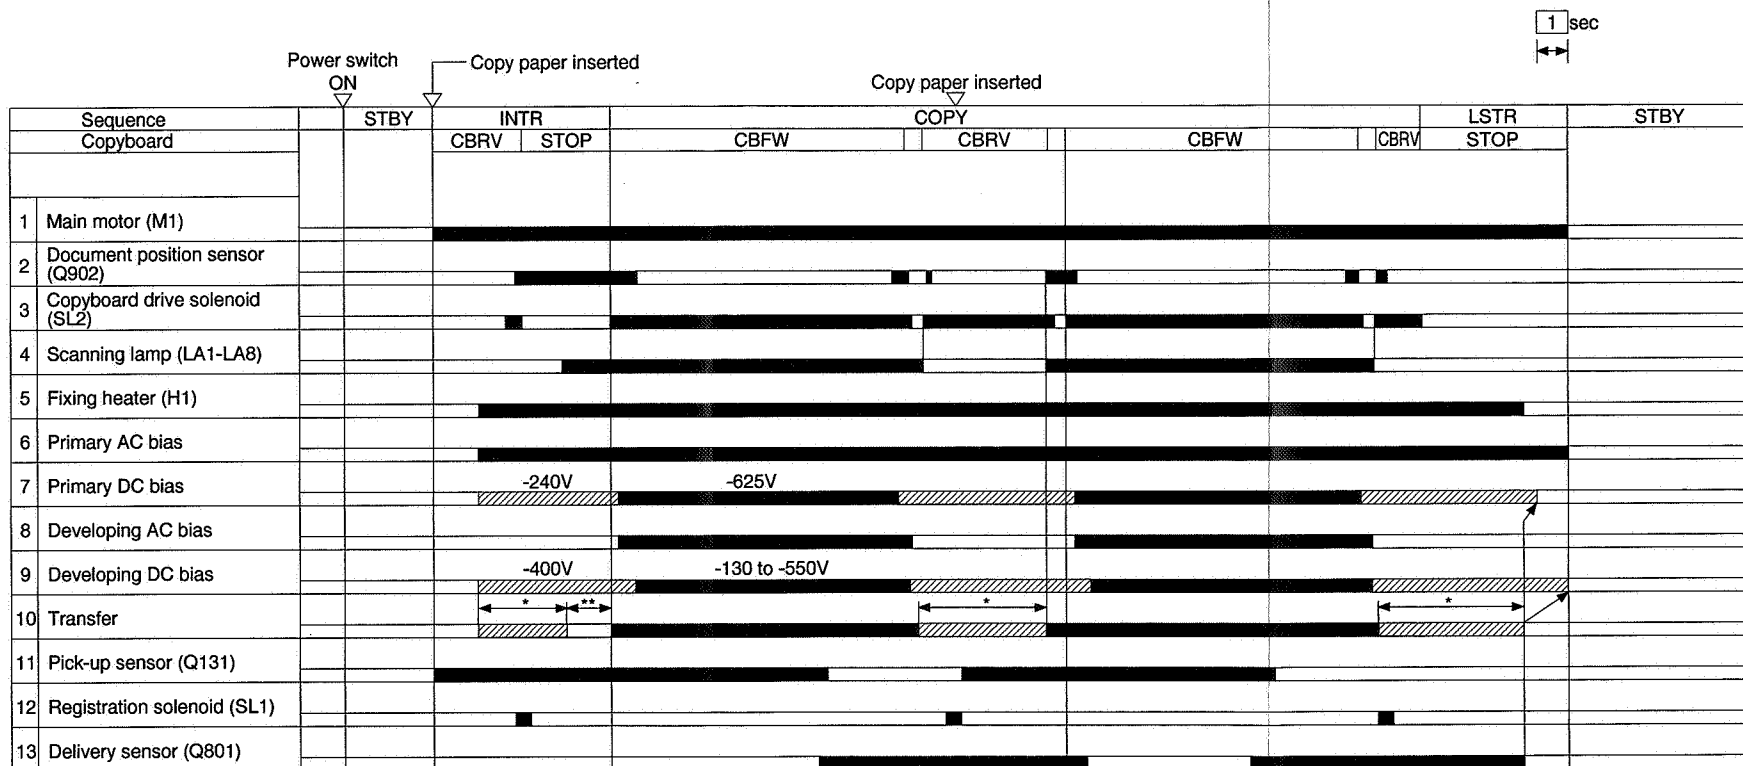 1 sec
Power switch
ON
Copy paper inserted
Copy paper inserted
Sequence STBY INTR COPY LSTR STBY
Copyboard CBRV STOP CBFW CBRV CBFW CBRV STOP
1 Main motor (M1)
2 Document position sensor
(Q902)
3 Copyboard drive solenoid
(SL2)
4 Scanning lamp (LA1-LA8)
5 Fixing heater (H1)
6 Primary AC bias
7 Primary DC bias -240V -625V
8 Developing AC bias
9 Developing DC bias -400V -130 to -550V
* ** * *
10 Transfer
11 Pick-up sensor (Q131)
12 Registration solenoid (SL1)
13 Delivery sensor (Q801)